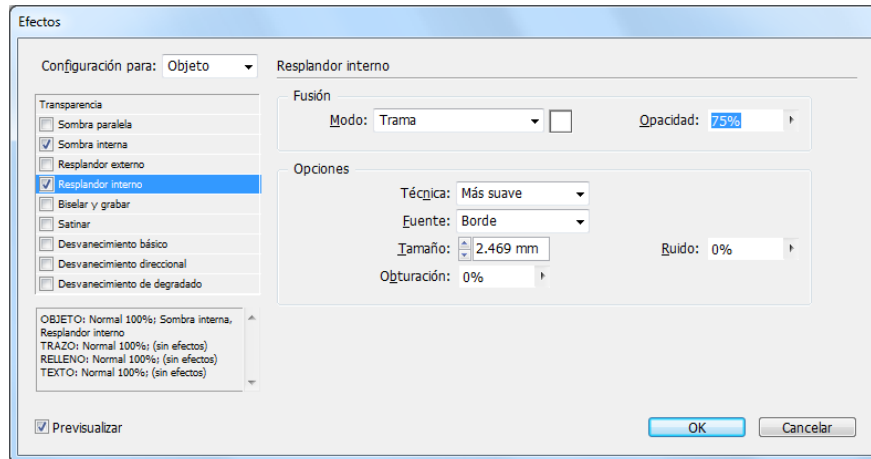 Efectos
Configuración para: Objeto
Transparencia
Sombra paralela
Sombra interna
Resplandor externo
Resplandor interno
Biselar y grabar
Satinar
Desvanecimiento básico
Desvanecimiento direccional
Desvanecimiento de degradado
OBJETO: Normal 100%; Sombra interna,
Resplandor interno
TRAZO: Normal 100%; (sin efectos)
RELLENO: Normal 100%; (sin efectos)
TEXTO: Normal 100%; (sin efectos)
Previsualizar
Resplandor interno
Fusión
Modo: Trama Opacidad: 75%
Opciones
Técnica: Más suave
Fuente: Borde
Tamaño: 2.469 mm Ruido: 0%
Obturación: 0%
OK Cancelar